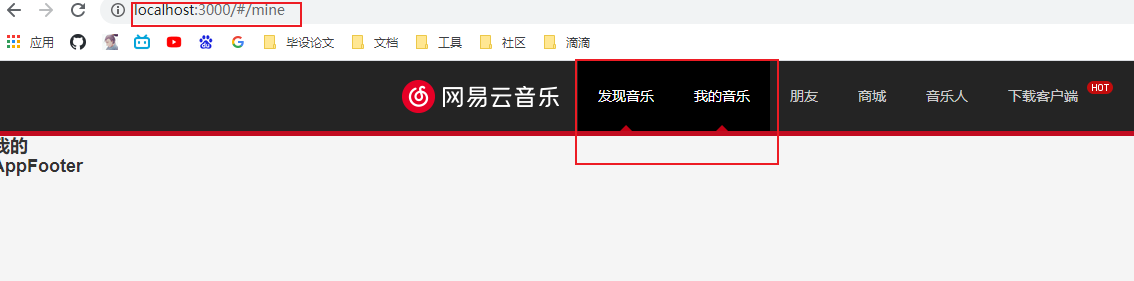 localhost:3000/#/mine
应用 毕设论文 文档 工具 社区 滴滴
网易云音乐 发现音乐 我的音乐 朋友 商城 音乐人 下载客户端 HOT
我的
AppFooter